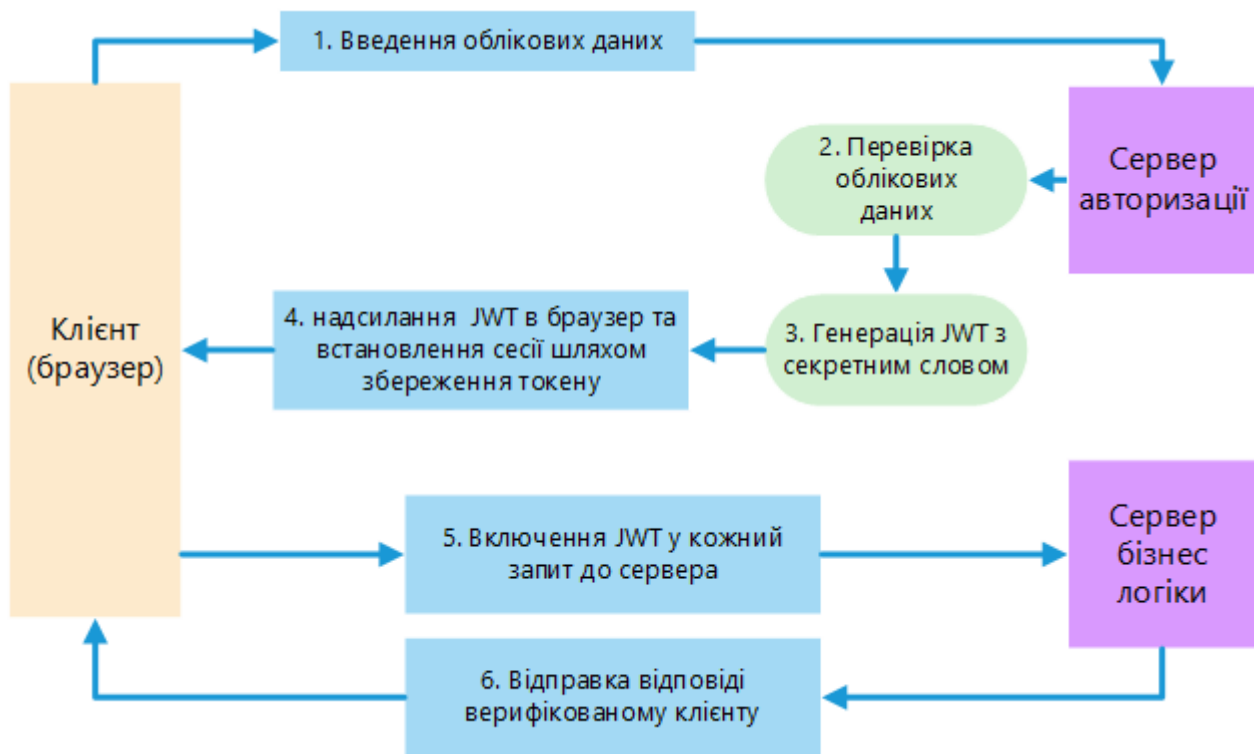 1. Введення облікових даних
2. Перевірка
облікових
даних
Сервер
авторизації
Клієнт
(браузер)
4. надсилання JWT в браузер та
встановлення сесії шляхом
збереження токену
3. Генерація JWT з
секретним словом
5. Включення JWT у кожний
запит до сервера
Сервер
бізнес
логіки
6. Відправка відповіді
верифікованому клієнту